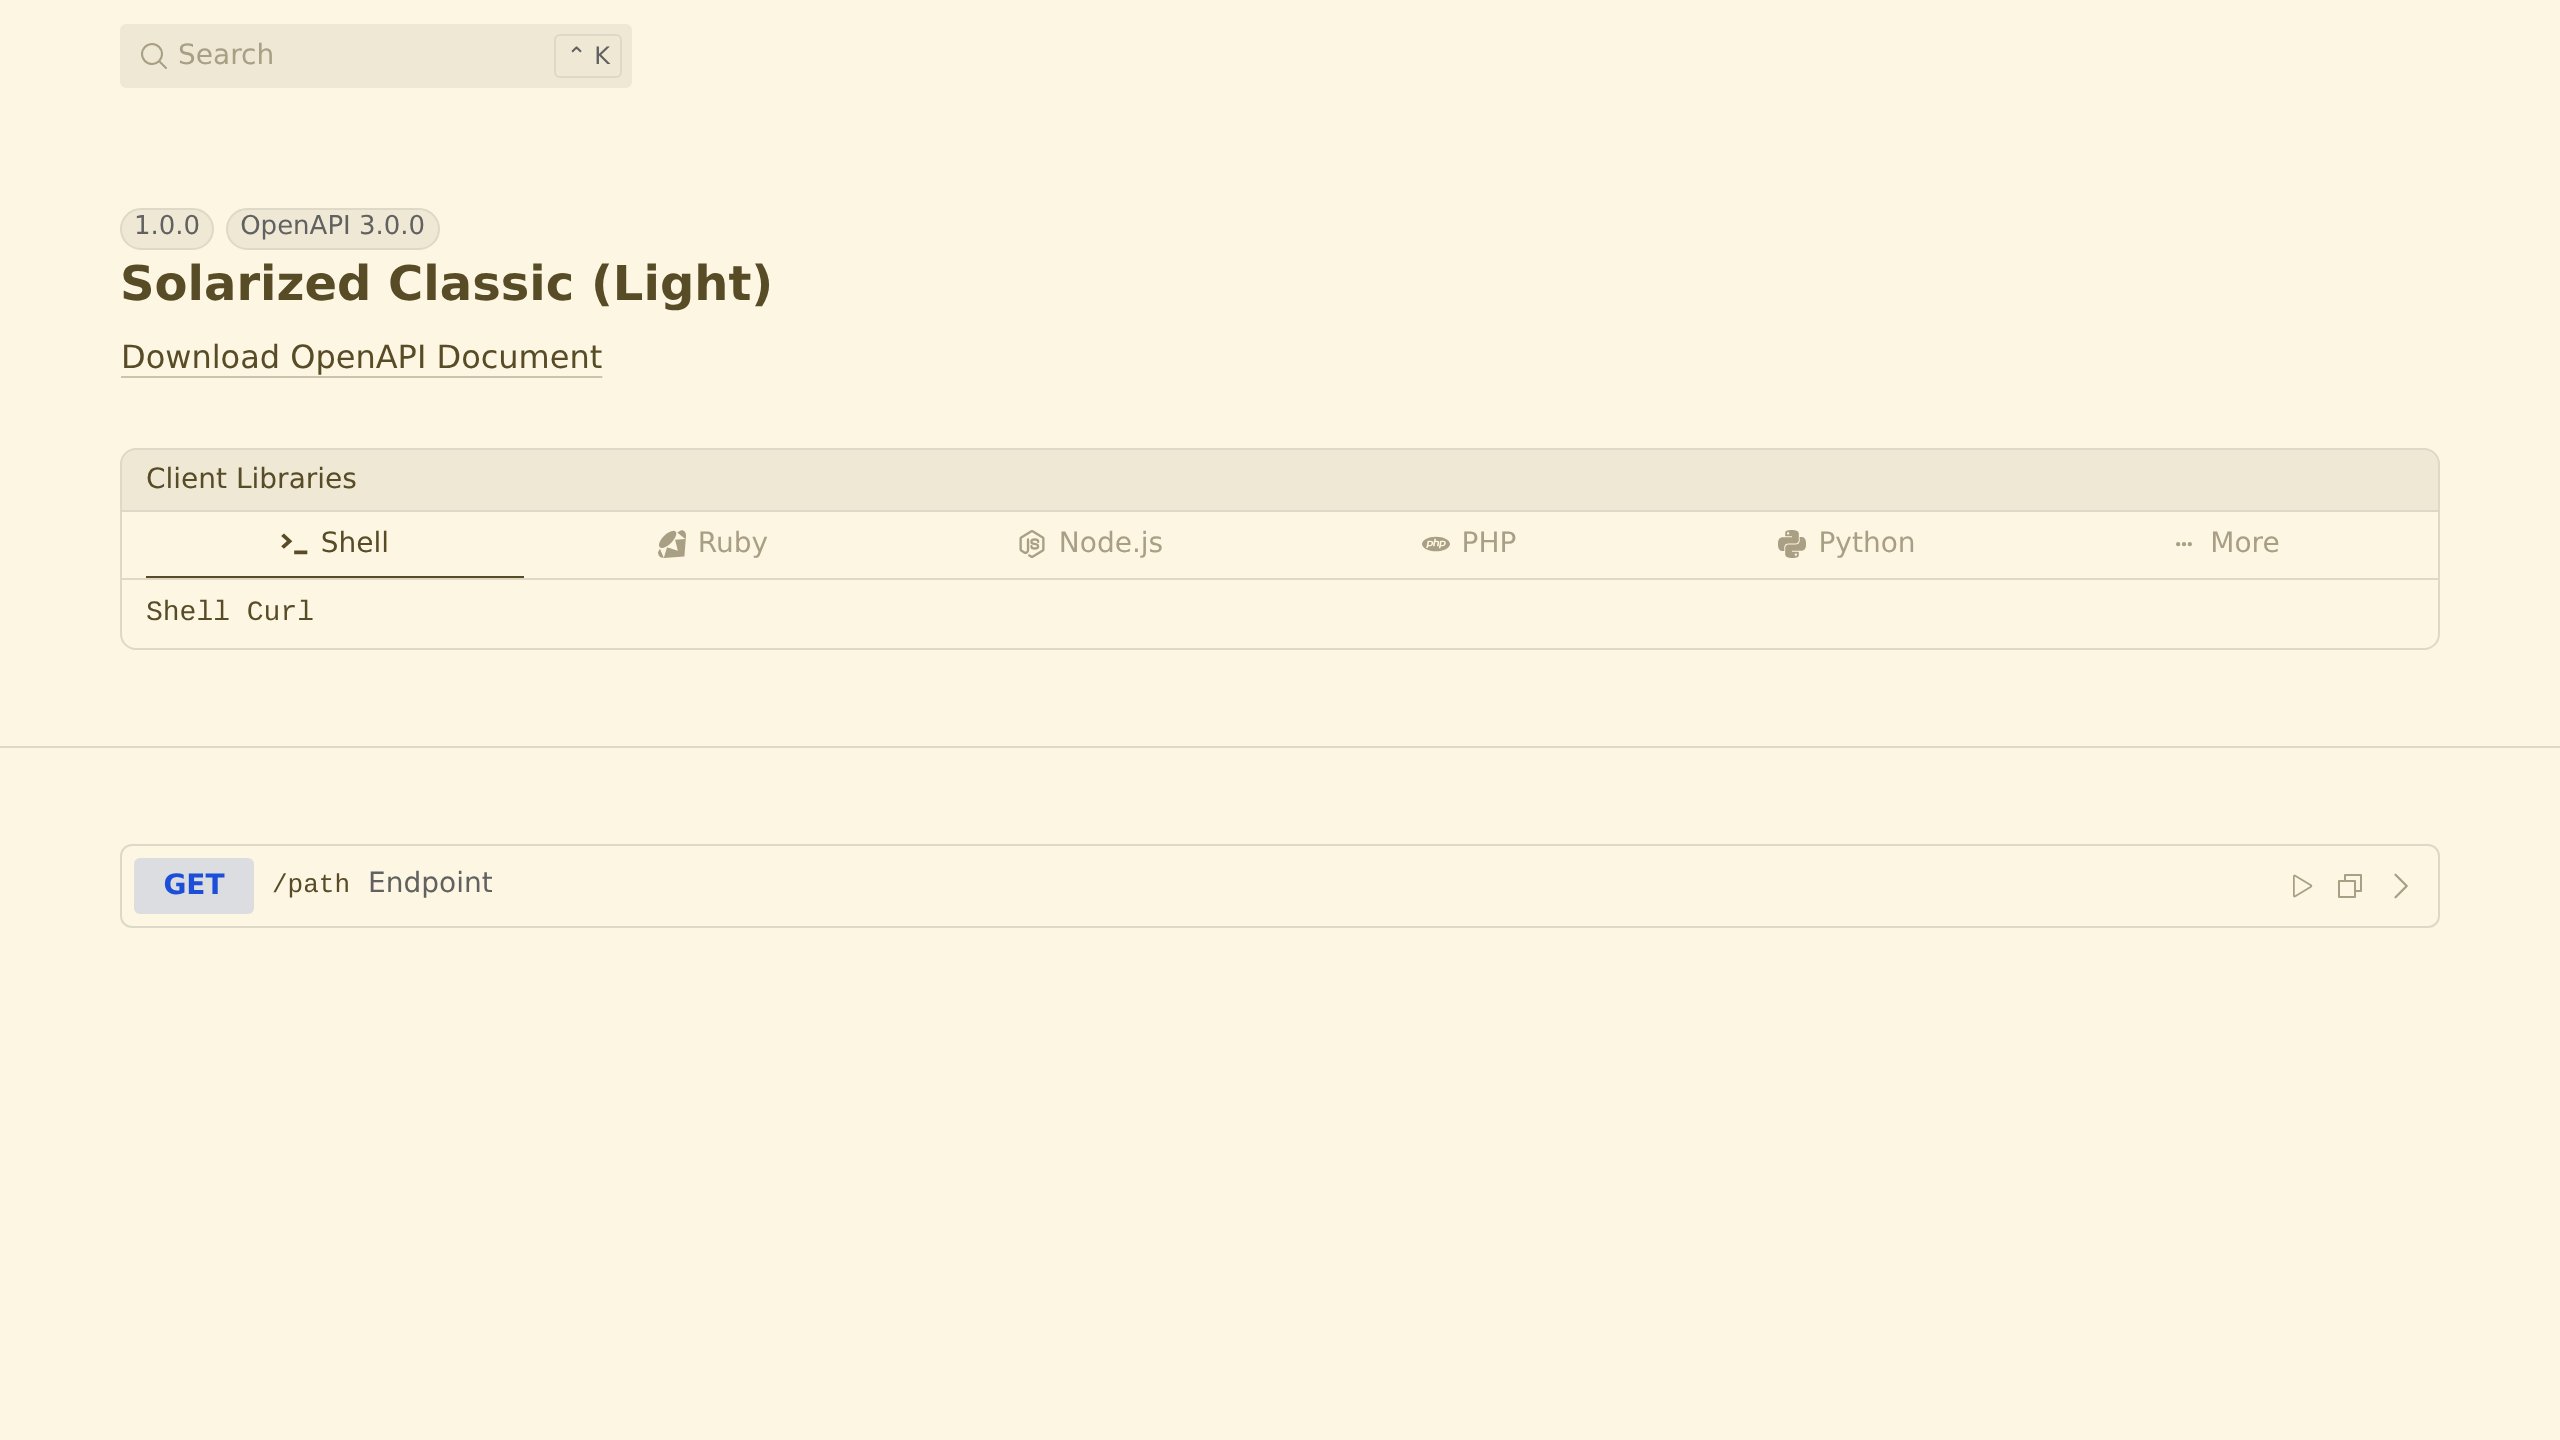 Search ⌃ K
1.0.0 OpenAPI 3.0.0
Solarized Classic (Light)
Download OpenAPI Document
Client Libraries
Shell Ruby Node.js PHP Python More
Shell Curl
GET /path Endpoint